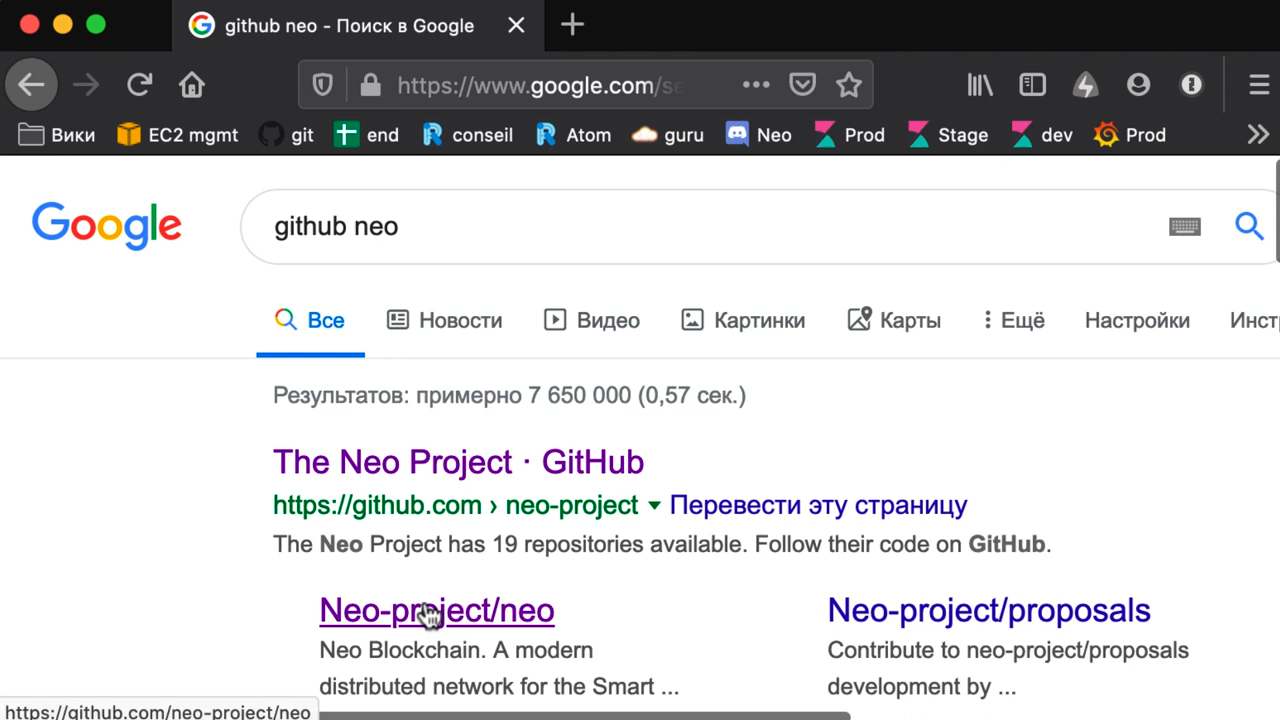 github neo - Поиск в Google
https://www.google.com/se
Вики EC2 mgmt git end conseil Atom guru Neo Prod Stage dev Prod
Google github neo
Все Новости Видео Картинки Карты Ещё Настройки Инст
Результатов: примерно 7 650 000 (0,57 сек.)
The Neo Project · GitHub
https://github.com › neo-project Перевести эту страницу
The Neo Project has 19 repositories available. Follow their code on GitHub.
Neo-project/neo
Neo Blockchain. A modern
distributed network for the Smart ...
Neo-project/proposals
Contribute to neo-project/proposals
development by ...
https://github.com/neo-project/neo